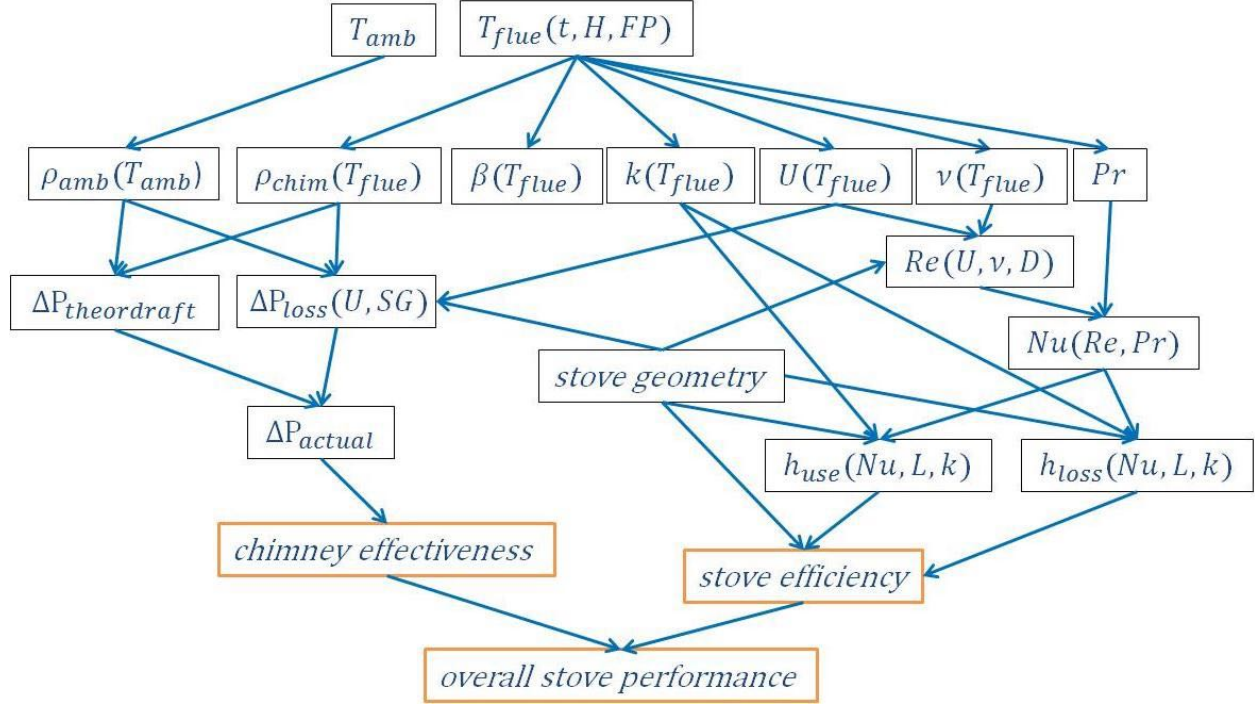 T_amb
T_flue(t, H, FP)
ρ_amb(T_amb)
ρ_chim(T_flue)
β(T_flue)
k(T_flue)
U(T_flue)
ν(T_flue)
Pr
Re(U, ν, D)
ΔP_theordraft
ΔP_loss(U, SG)
Nu(Re, Pr)
stove geometry
ΔP_actual
h_use(Nu, L, k)
h_loss(Nu, L, k)
chimney effectiveness
stove efficiency
overall stove performance